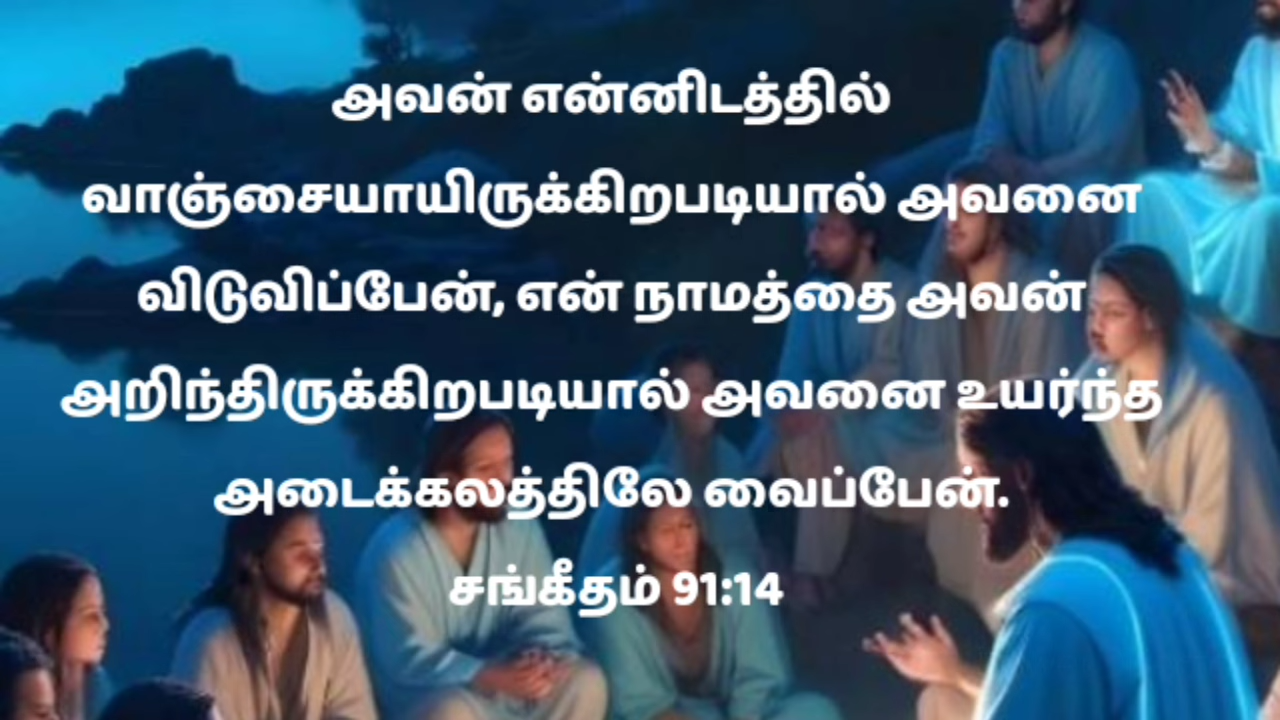 அவன் என்னிடத்தில்
வாஞ்சையாயிருக்கிறபடியால் அவனை
விடுவிப்பேன், என் நாமத்தை அவன்
அறிந்திருக்கிறபடியால் அவனை உயர்ந்த
அடைக்கலத்திலே வைப்பேன்.
சங்கீதம் 91:14